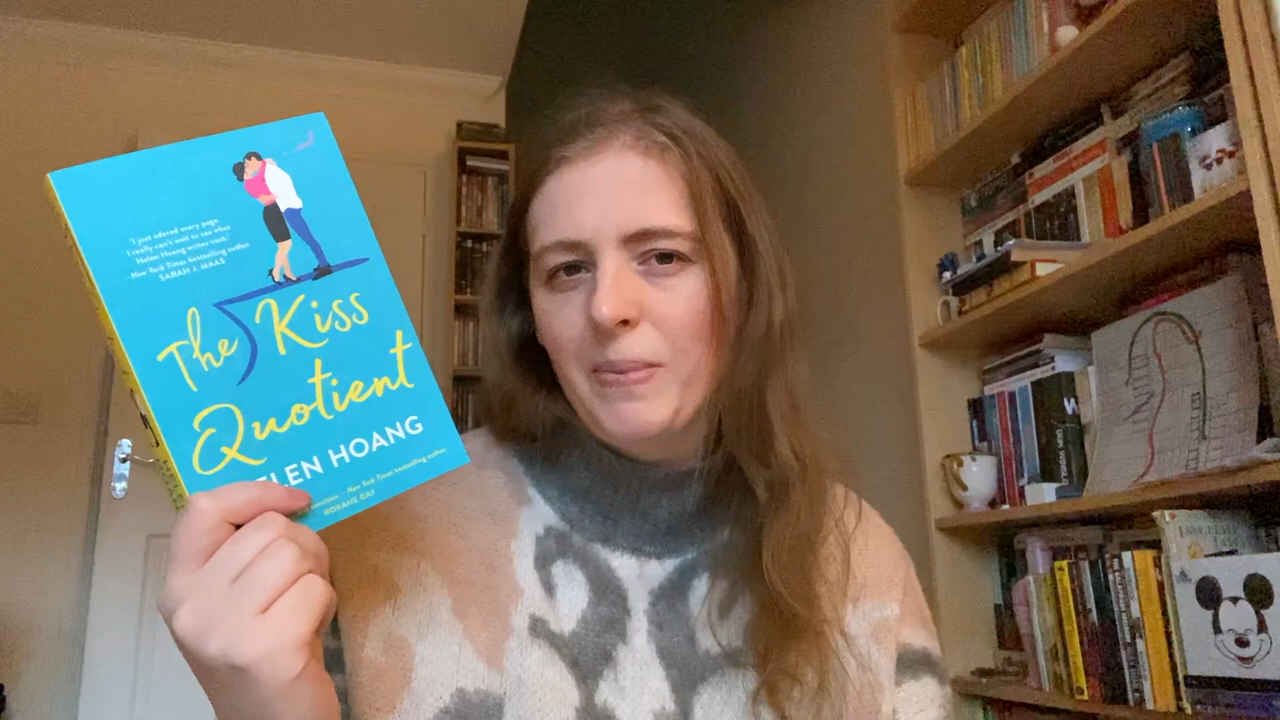 'I just adored every page.
I really can't wait to see what
Helen Hoang writes next.'
New York Times bestselling author
SARAH J. MAAS
The Kiss
Quotient
ELEN HOANG
New York Times bestselling author
ROXANE GAY